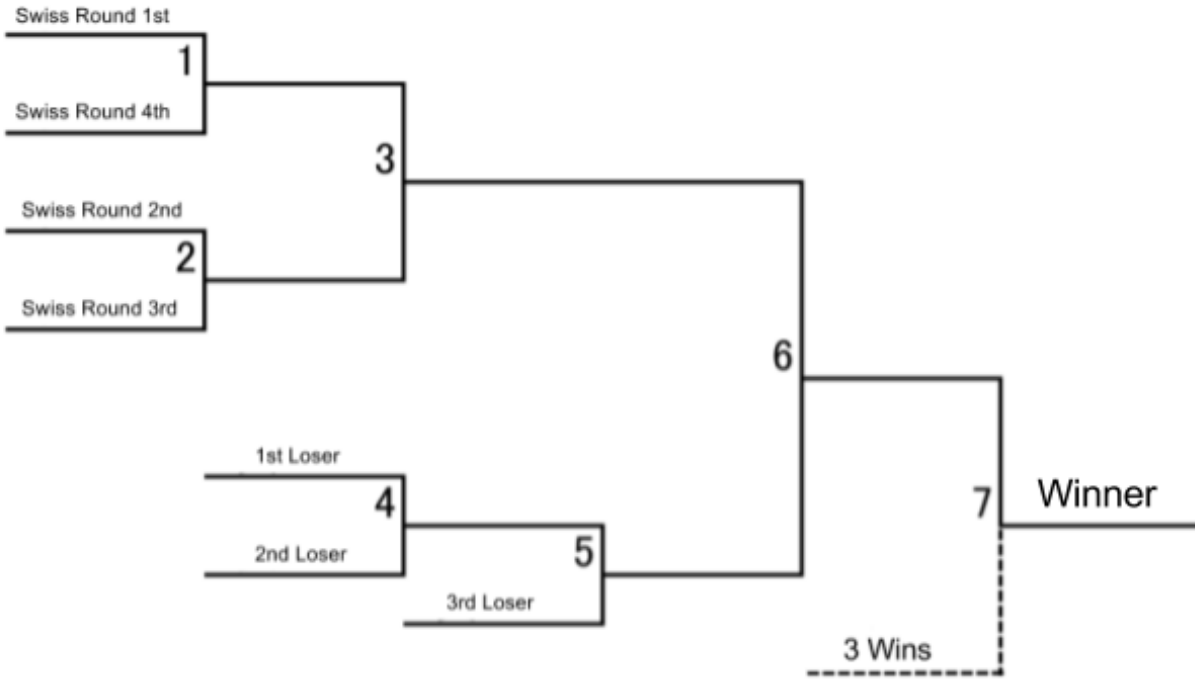 Swiss Round 1st
1
Swiss Round 4th
3
Swiss Round 2nd
2
Swiss Round 3rd
6
1st Loser
4
2nd Loser
5
3rd Loser
7
Winner
3 Wins